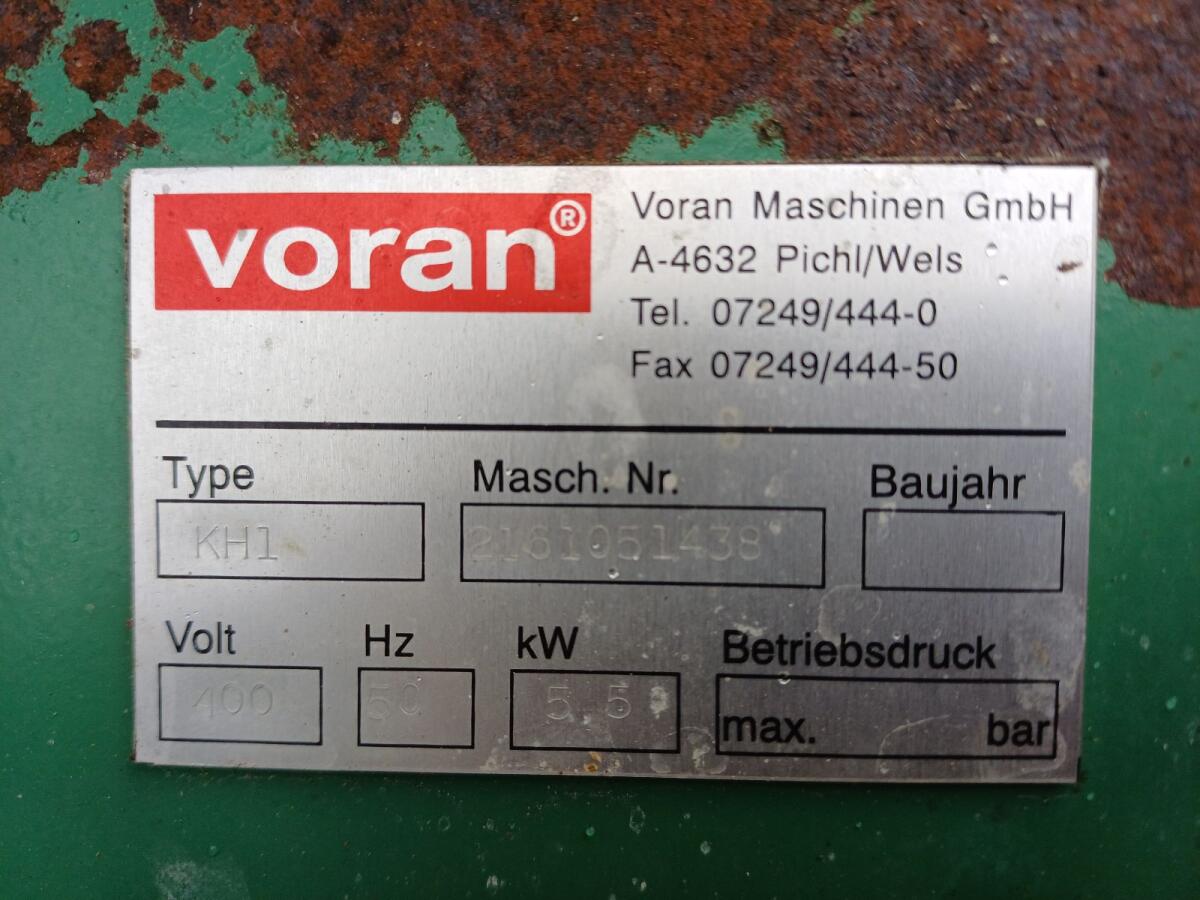 voran®
Voran Maschinen GmbH
A-4632 Pichl/Wels
Tel. 07249/444-0
Fax 07249/444-50
Type Masch. Nr. Baujahr
KH1 2161051438
Volt Hz kW Betriebsdruck
400 50 5.5 max. bar